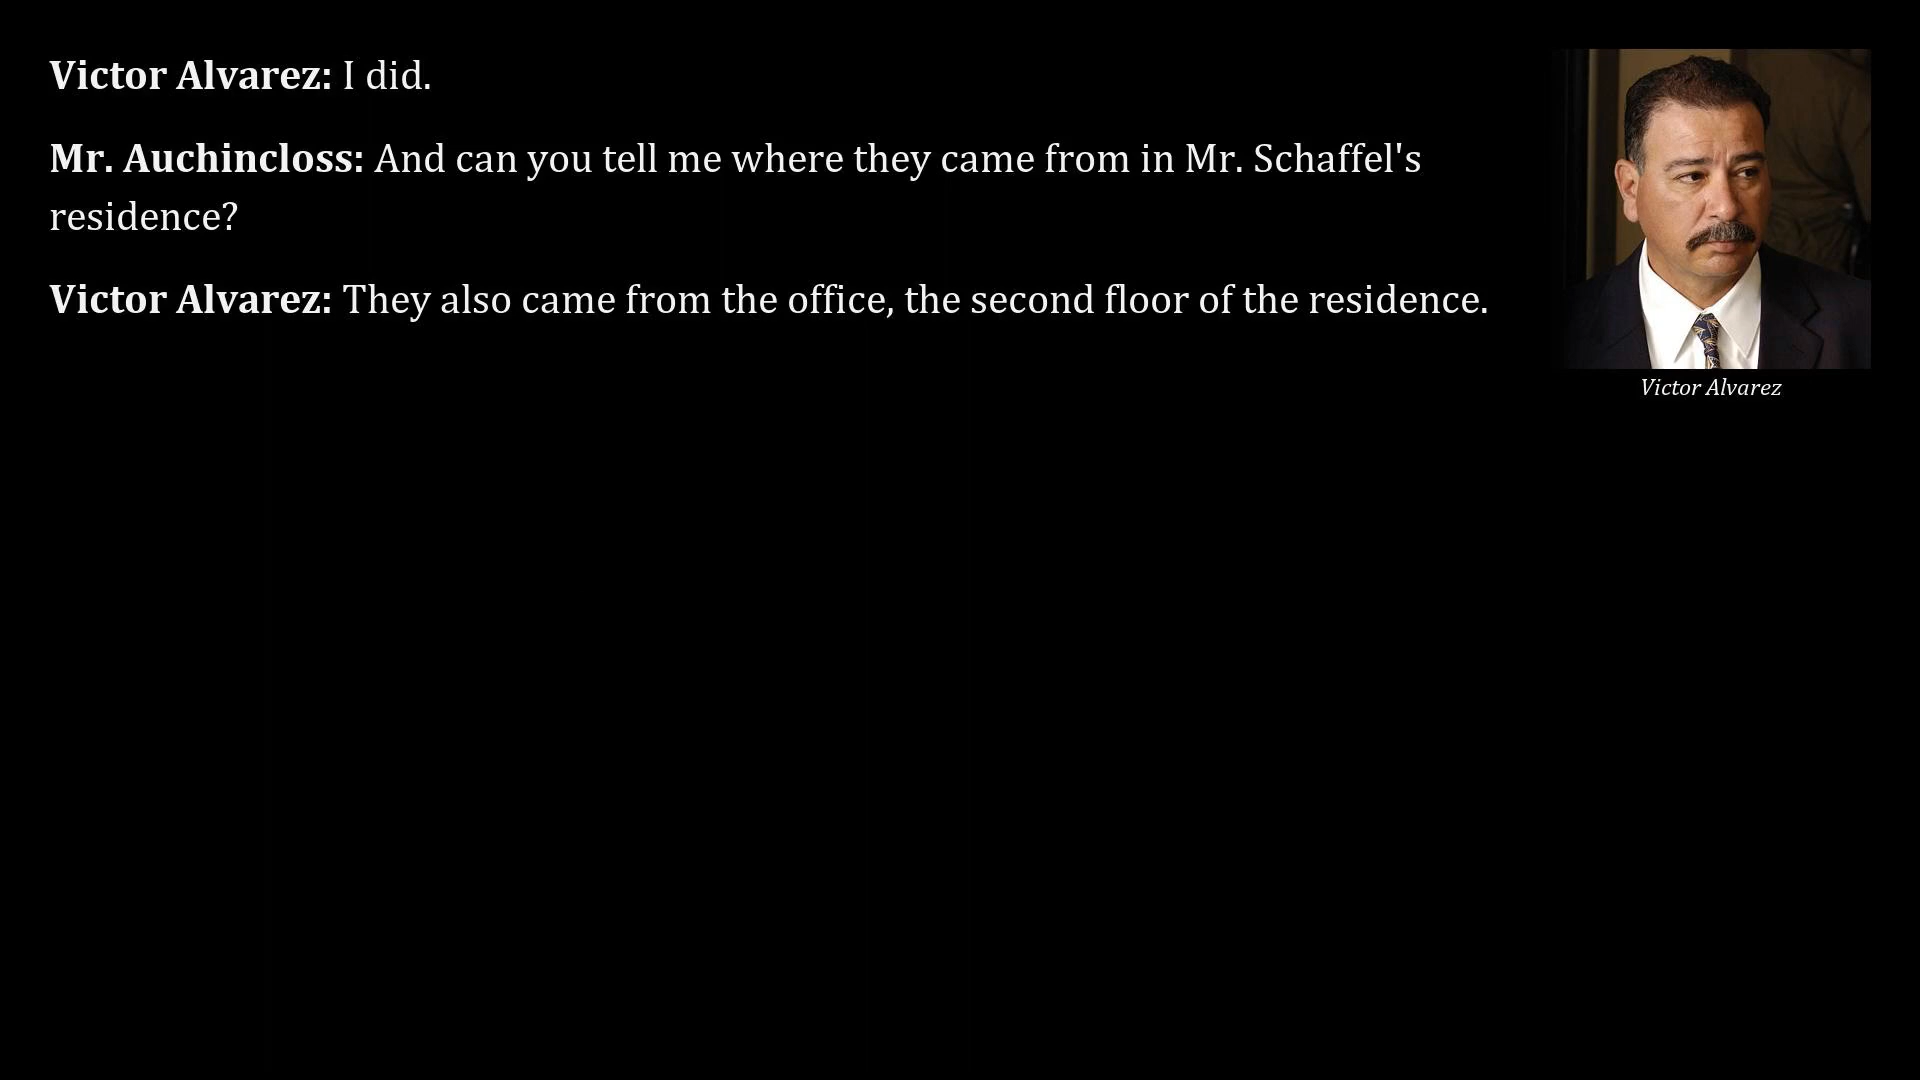 Victor Alvarez: I did.
Mr. Auchincloss: And can you tell me where they came from in Mr. Schaffel's
residence?
Victor Alvarez: They also came from the office, the second floor of the residence.
Victor Alvarez